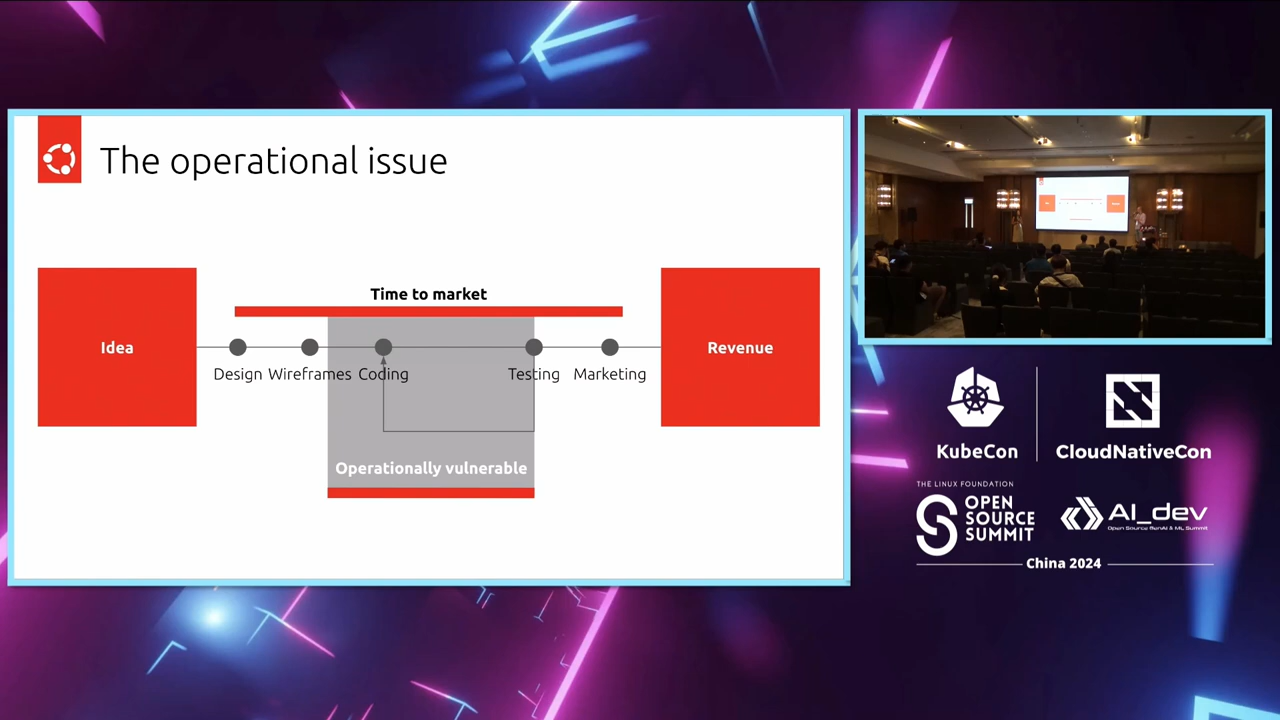 The operational issue
Time to market
Idea
Revenue
Design
Wireframes
Coding
Testing
Marketing
Operationally vulnerable
KubeCon
CloudNativeCon
THE LINUX FOUNDATION
OPEN
SOURCE
SUMMIT
AI_dev
Open Source GenAI & ML Summit
China 2024